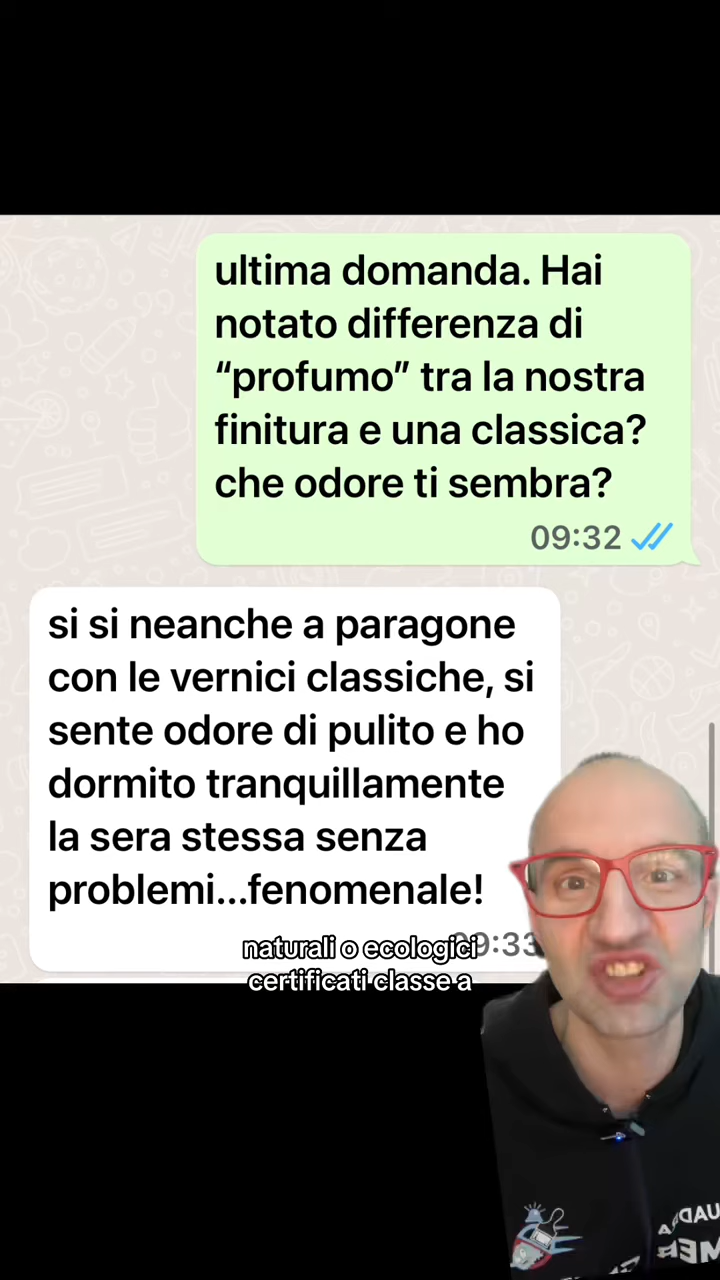 ultima domanda. Hai
notato differenza di
“profumo” tra la nostra
finitura e una classica?
che odore ti sembra?
09:32
si si neanche a paragone
con le vernici classiche, si
sente odore di pulito e ho
dormito tranquillamente
la sera stessa senza
problemi...fenomenale!
09:33
naturali o ecologici
certificati classe a